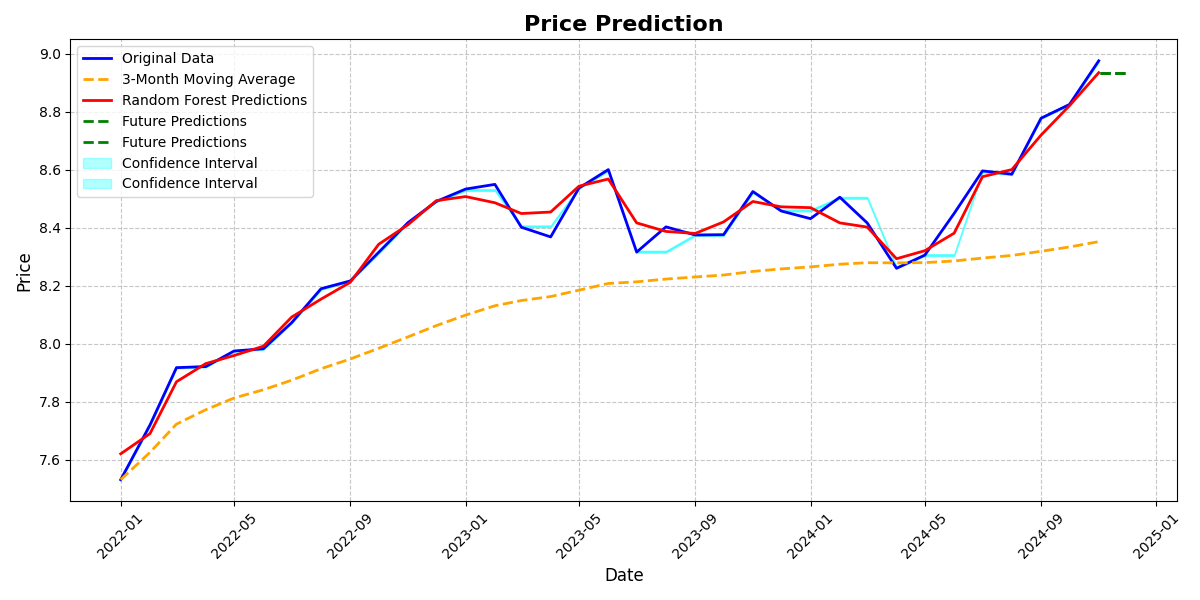 Price Prediction
Original Data
3-Month Moving Average
Random Forest Predictions
Future Predictions
Future Predictions
Confidence Interval
Confidence Interval
Price
9.0
8.8
8.6
8.4
8.2
8.0
7.8
7.6
2022-01
2022-05
2022-09
2023-01
2023-05
2023-09
2024-01
2024-05
2024-09
2025-01
Date